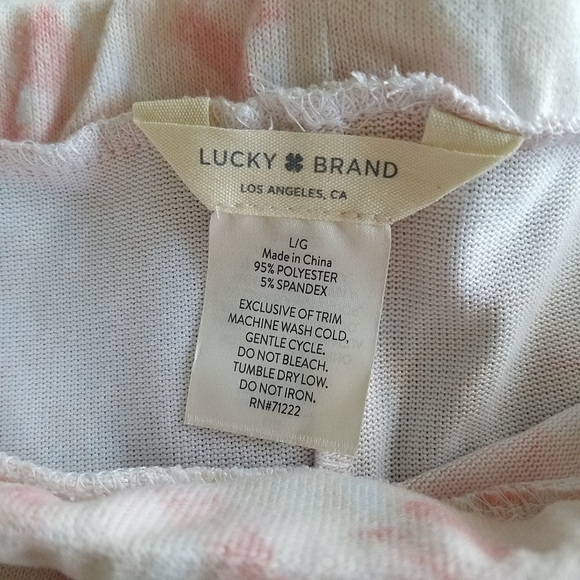 LUCKY BRAND
LOS ANGELES, CA
L/G
Made in China
95% POLYESTER
5% SPANDEX
EXCLUSIVE OF TRIM
MACHINE WASH COLD,
GENTLE CYCLE.
DO NOT BLEACH.
TUMBLE DRY LOW.
DO NOT IRON.
RN#71222